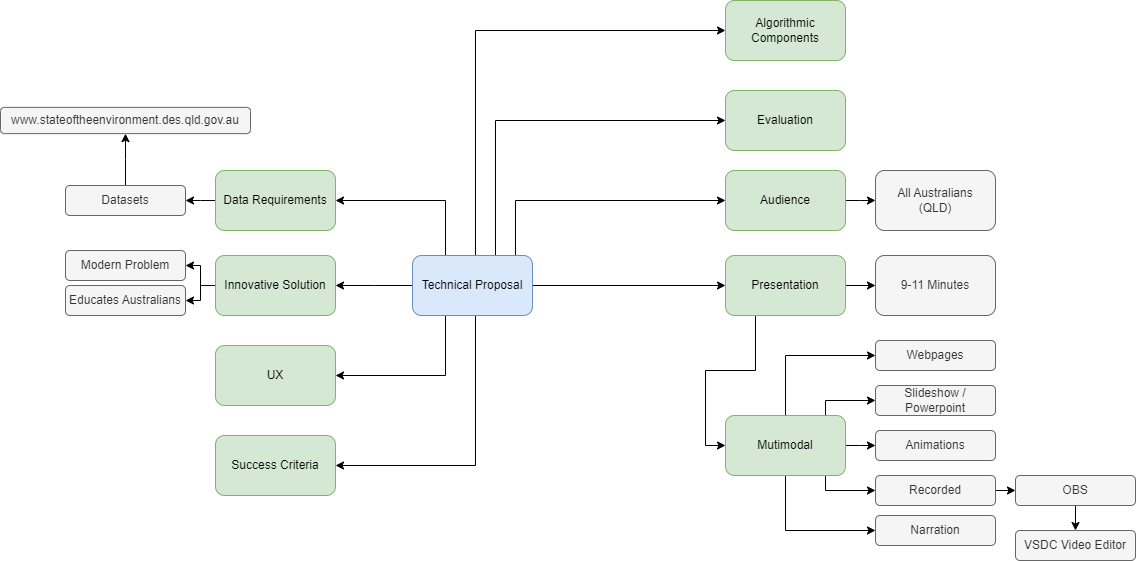 Algorithmic
Components
www.stateoftheenvironment.des.qld.gov.au
Evaluation
Datasets
Data Requirements
Audience
All Australians
(QLD)
Modern Problem
Educates Australians
Innovative Solution
Technical Proposal
Presentation
9-11 Minutes
UX
Webpages
Slideshow /
Powerpoint
Success Criteria
Mutimodal
Animations
Recorded
OBS
Narration
VSDC Video Editor